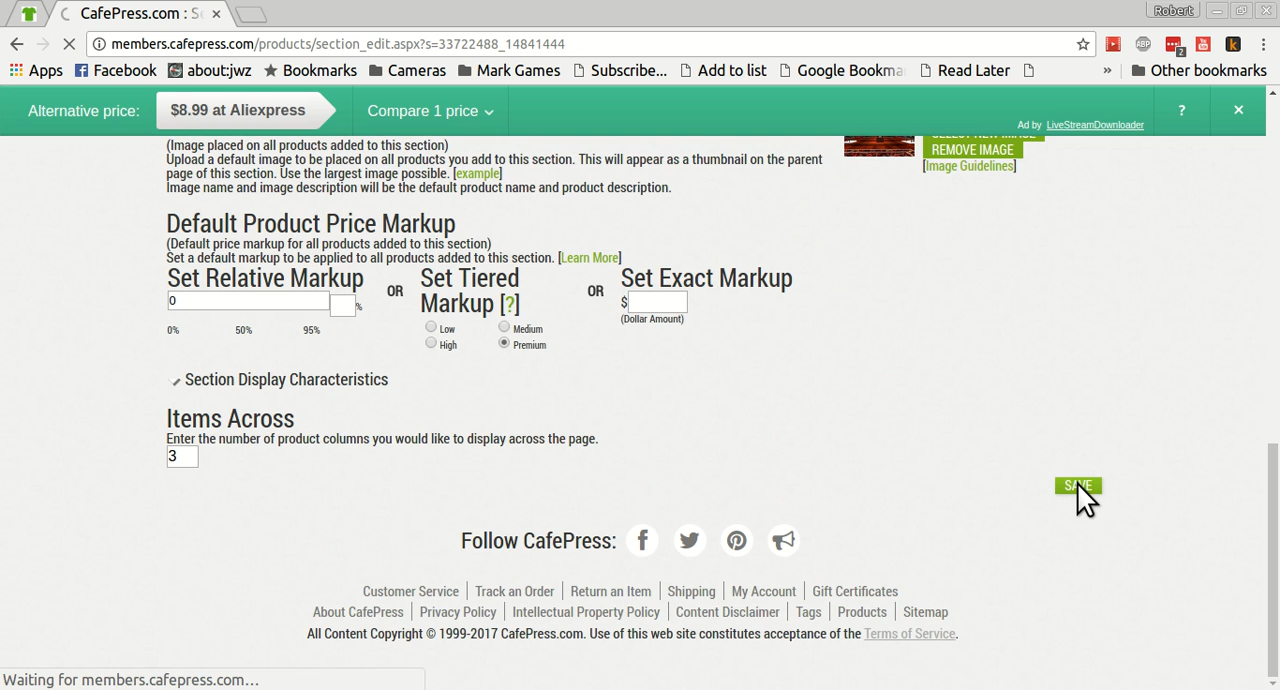 CafePress.com : Se
Robert
members.cafepress.com/products/section_edit.aspx?s=33722488_14841444
ABP
2
You
k
Apps Facebook about:jwz Bookmarks Cameras Mark Games Subscribe... Add to list Google Bookma Read Later » Other bookmarks
Alternative price: $8.99 at Aliexpress Compare 1 price ? ×
Ad by LiveStreamDownloader
SELECT NEW IMAGE
(Image placed on all products added to this section)
REMOVE IMAGE
Upload a default image to be placed on all products you add to this section. This will appear as a thumbnail on the parent
[Image Guidelines]
page of this section. Use the largest image possible. [example]
Image name and image description will be the default product name and product description.
Default Product Price Markup
(Default price markup for all products added to this section)
Set a default markup to be applied to all products added to this section. [Learn More]
Set Relative Markup
0
%
0% 50% 95%
OR
Set Tiered
Markup [?]
Low Medium
High Premium
OR
Set Exact Markup
$
(Dollar Amount)
Section Display Characteristics
Items Across
Enter the number of product columns you would like to display across the page.
3
SAVE
Follow CafePress:
Customer Service Track an Order Return an Item Shipping My Account Gift Certificates
About CafePress Privacy Policy Intellectual Property Policy Content Disclaimer Tags Products Sitemap
All Content Copyright © 1999-2017 CafePress.com. Use of this web site constitutes acceptance of the Terms of Service.
Waiting for members.cafepress.com...